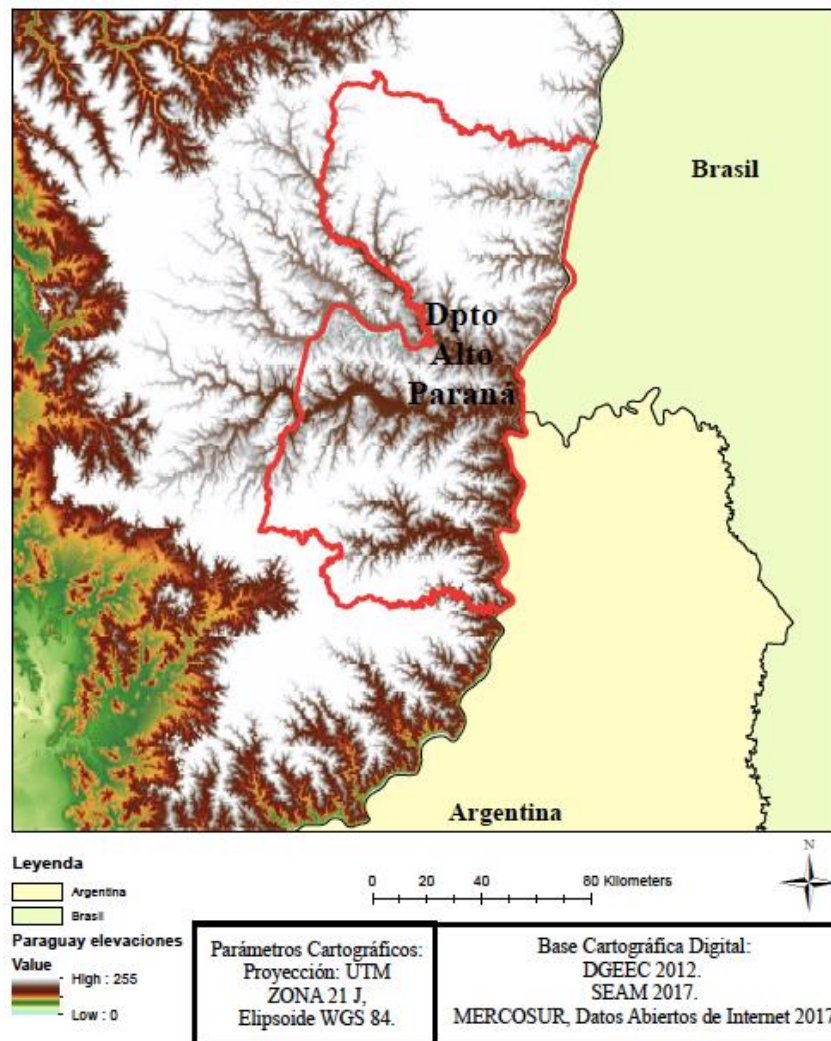 Brasil
Dpto
Alto
Paraná
Argentina
Leyenda
Argentina
Brasil
Paraguay elevaciones
Value
High : 255
Low : 0
0 20 40 80 Kilometers
N
Parámetros Cartográficos:
Proyección: UTM
ZONA 21 J,
Elipsoide WGS 84.
Base Cartográfica Digital:
DGEEC 2012.
SEAM 2017.
MERCOSUR, Datos Abiertos de Internet 2017